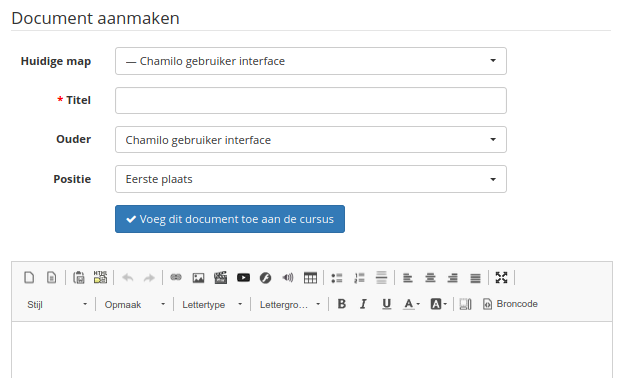 Document aanmaken
Huidige map — Chamilo gebruiker interface
* Titel
Ouder Chamilo gebruiker interface
Positie Eerste plaats
Voeg dit document toe aan de cursus
Stijl Opmaak Lettertype Lettergro... B I U A A Broncode